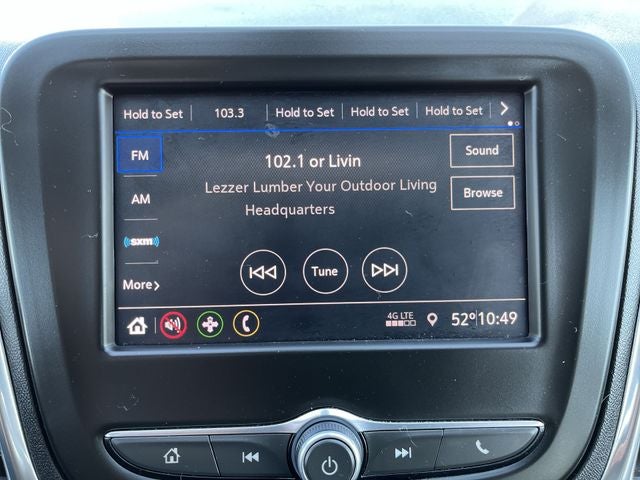 Hold to Set 103.3 Hold to Set Hold to Set Hold to Set
FM 102.1 or Livin Sound
AM Lezzer Lumber Your Outdoor Living Browse
Headquarters
sxm
More Tune
4G LTE 52° 10:49